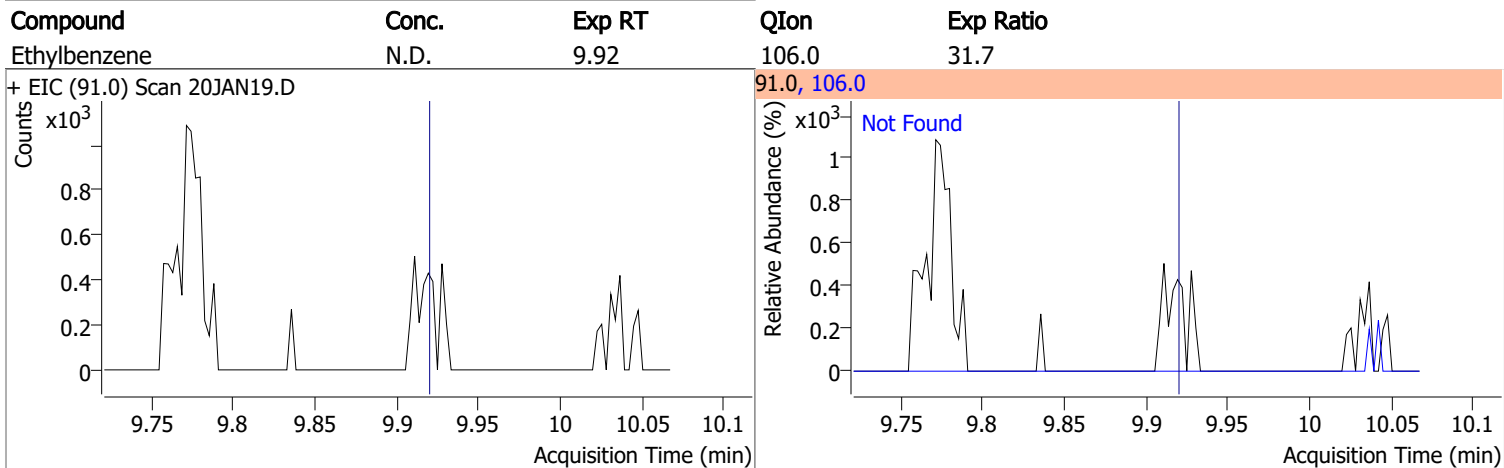 Compound Conc. Exp RT QIon Exp Ratio
Ethylbenzene N.D. 9.92 106.0 31.7
+ EIC (91.0) Scan 20JAN19.D
Counts
x10³
0.8
0.6
0.4
0.2
0
9.75 9.8 9.85 9.9 9.95 10 10.05 10.1
Acquisition Time (min)
91.0, 106.0
Relative Abundance (%)
x10³
Not Found
1
0.8
0.6
0.4
0.2
0
9.75 9.8 9.85 9.9 9.95 10 10.05 10.1
Acquisition Time (min)